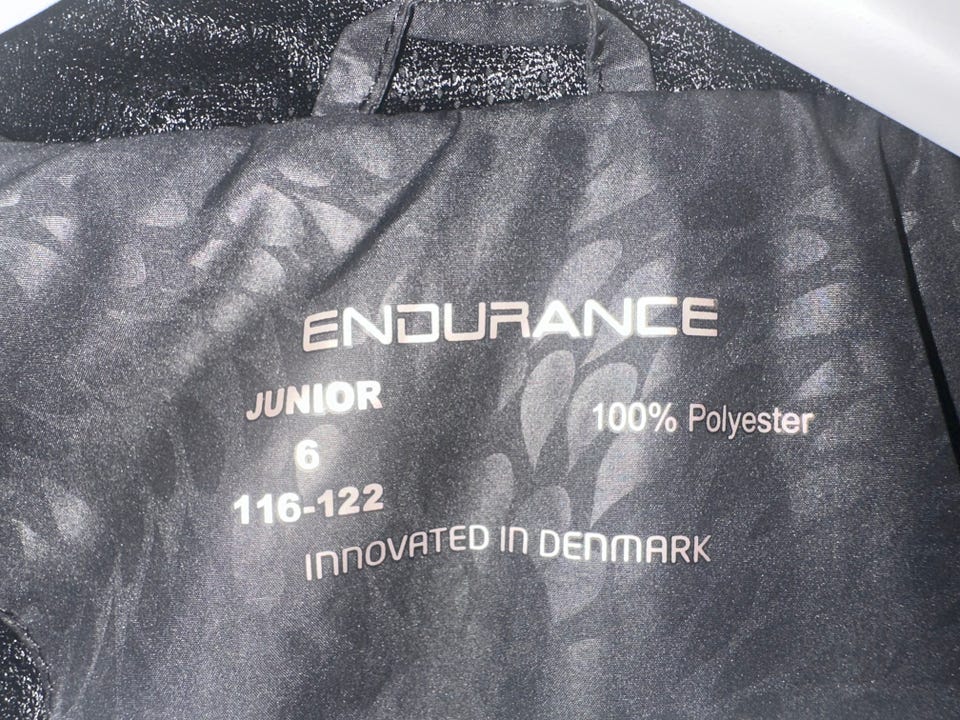 ENDURANCE
JUNIOR
100% Polyester
6
116-122
INNOVATED IN DENMARK